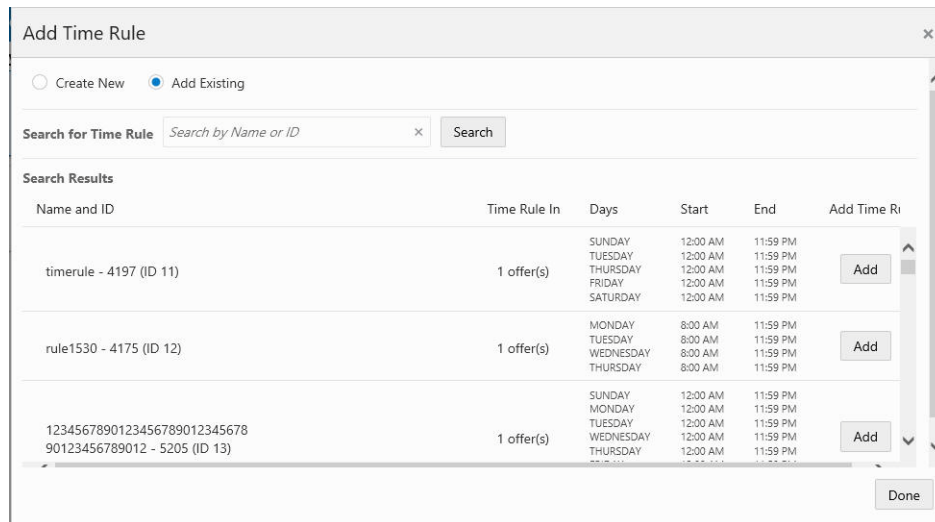 Add Time Rule ×
Create New Add Existing
Search for Time Rule Search by Name or ID × Search
Search Results
Name and ID Time Rule In Days Start End Add Time Ru
timerule - 4197 (ID 11) 1 offer(s) Add
SUNDAY 12:00 AM 11:59 PM
TUESDAY 12:00 AM 11:59 PM
THURSDAY 12:00 AM 11:59 PM
FRIDAY 12:00 AM 11:59 PM
SATURDAY 12:00 AM 11:59 PM
rule1530 - 4175 (ID 12) 1 offer(s) Add
MONDAY 8:00 AM 11:59 PM
TUESDAY 8:00 AM 11:59 PM
WEDNESDAY 8:00 AM 11:59 PM
THURSDAY 8:00 AM 11:59 PM
1234567890123456789012345678
90123456789012 - 5205 (ID 13) 1 offer(s) Add
SUNDAY 12:00 AM 11:59 PM
MONDAY 12:00 AM 11:59 PM
TUESDAY 12:00 AM 11:59 PM
WEDNESDAY 12:00 AM 11:59 PM
THURSDAY 12:00 AM 11:59 PM
Done